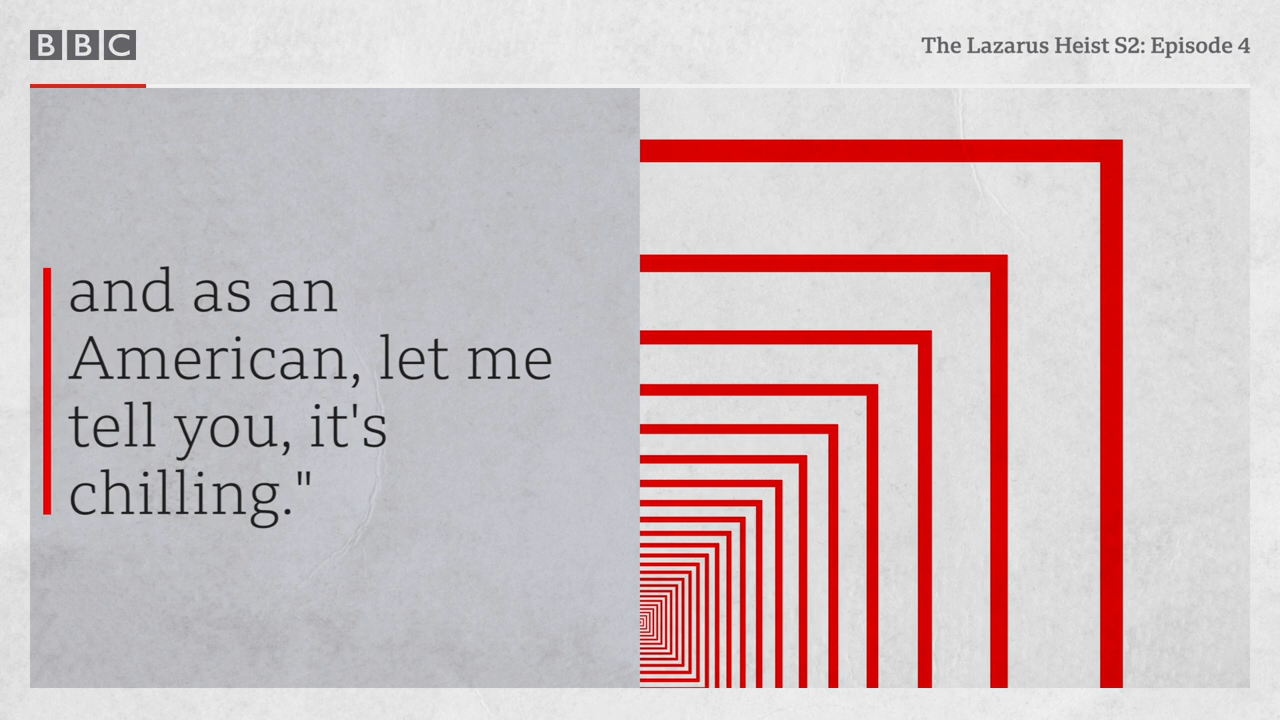 BBC
The Lazarus Heist S2: Episode 4
and as an
American, let me
tell you, it's
chilling."